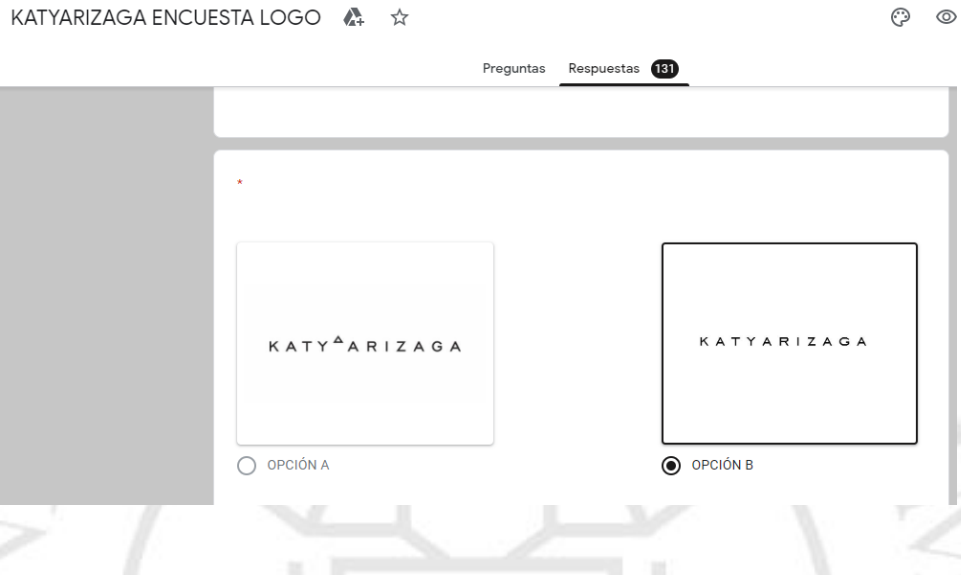 KATYARIZAGA ENCUESTA LOGO
Preguntas Respuestas 131
*
KATY ARIZAGA
KATYARIZAGA
OPCIÓN A
OPCIÓN B